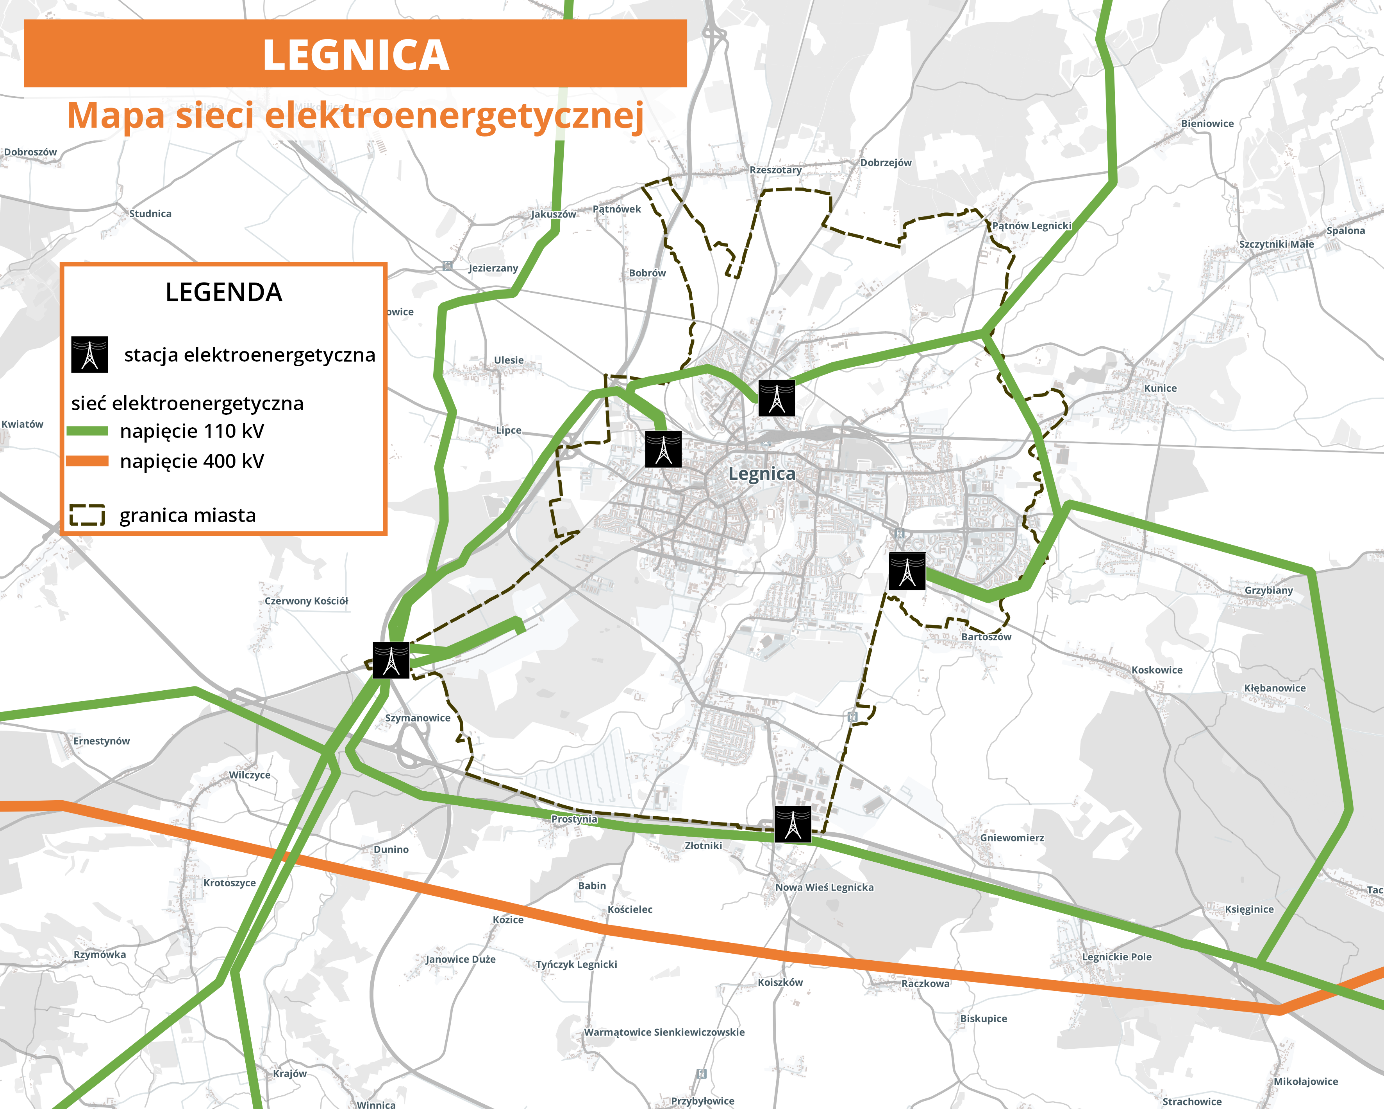 LEGNICA
Mapa sieci elektroenergetycznej
Dobroszów
Studnica
Jakuszów
Pątnówek
Rzeszotary
Dobrzejów
Bieniowice
Pątnów Legnicki
Spalona
Szczytniki Małe
Jezierzany
Bobrów
LEGENDA
owice
stacja elektroenergetyczna
Ulesie
Kunice
sieć elektroenergetyczna
Kwiatów
napięcie 110 kV
Lipce
napięcie 400 kV
Legnica
granica miasta
Czerwony Kościół
Grzybiany
Bartoszów
Koskowice
Kłębanowice
Szymanowice
Ernestynów
Wilczyce
Prostynia
Złotniki
Gniewomierz
Dunino
Krotoszyce
Babin
Nowa Wieś Legnicka
Tac
Kościelec
Księginice
Kozice
Rzymówka
Janowice Duże
Tyńczyk Legnicki
Legnickie Pole
Koiszków
Raczkowa
Biskupice
Warmątowice Sienkiewiczowskie
Krajów
Mikołajowice
Winnica
Przybyłowice
Strachowice